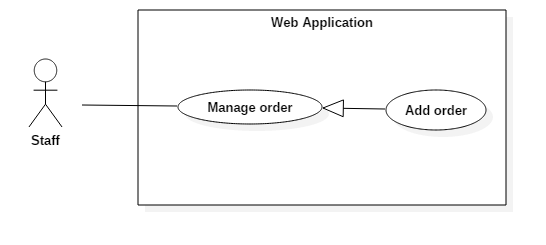 Web Application
Manage order
Add order
Staff